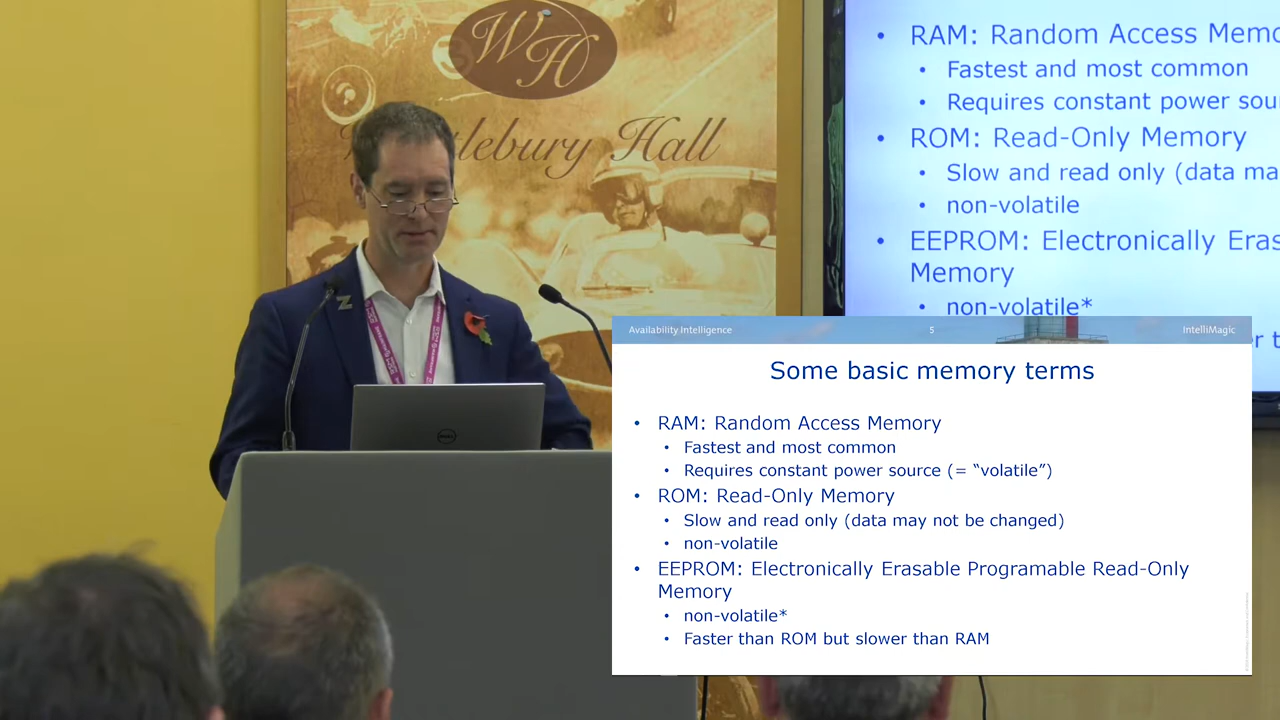 WH
ttlebury Hall
DELL
• RAM: Random Access Memo
• Fastest and most common
• Requires constant power sou
• ROM: Read-Only Memory
• Slow and read only (data ma
• non-volatile
• EEPROM: Electronically Eras
Memory
• non-volatile*
or t
Availability Intelligence 5 IntelliMagic
Some basic memory terms
• RAM: Random Access Memory
• Fastest and most common
• Requires constant power source (= “volatile”)
• ROM: Read-Only Memory
• Slow and read only (data may not be changed)
• non-volatile
• EEPROM: Electronically Erasable Programable Read-Only
Memory
• non-volatile*
• Faster than ROM but slower than RAM